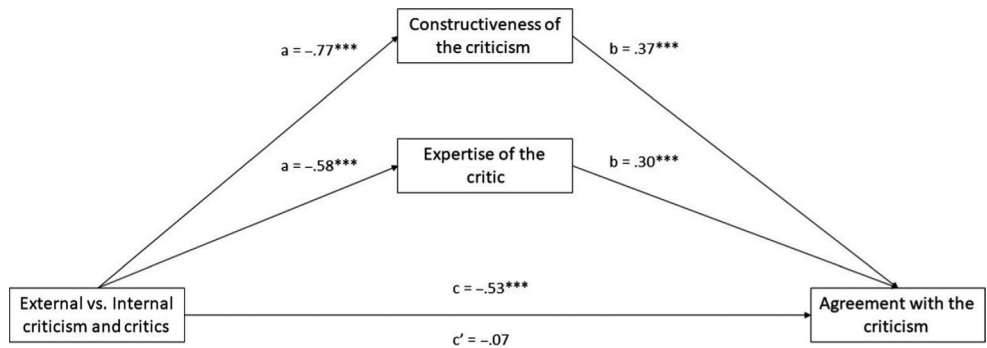 Constructiveness of
the criticism
a = –.77***
b = .37***
Expertise of the
critic
a = –.58***
b = .30***
External vs. Internal
criticism and critics
c = –.53***
c’ = –.07
Agreement with the
criticism